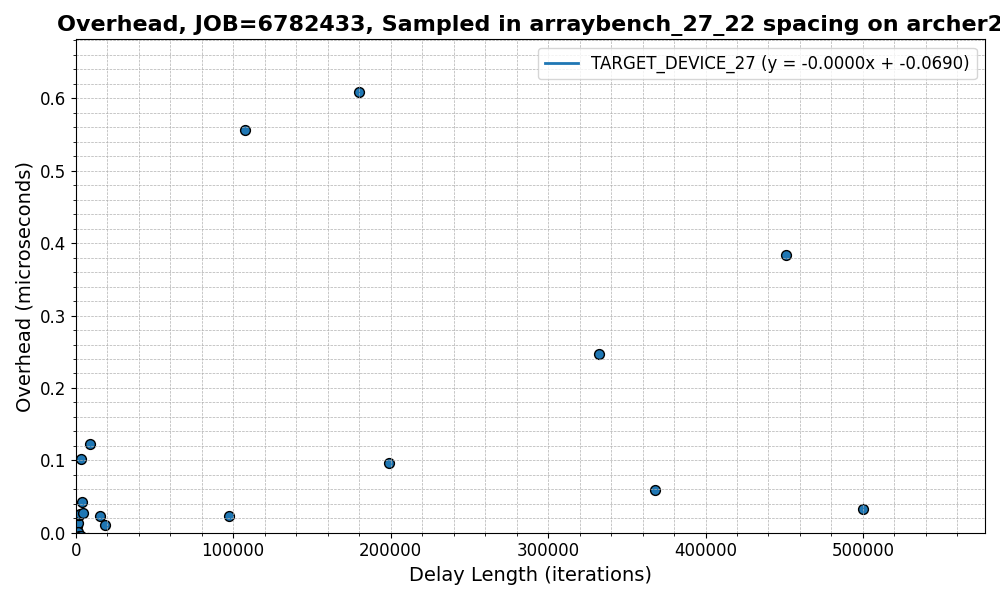 Overhead, JOB=6782433, Sampled in arraybench_27_22 spacing on archer2
TARGET_DEVICE_27 (y = -0.0000x + -0.0690)
Overhead (microseconds)
0.6
0.5
0.4
0.3
0.2
0.1
0.0
0 100000 200000 300000 400000 500000
Delay Length (iterations)